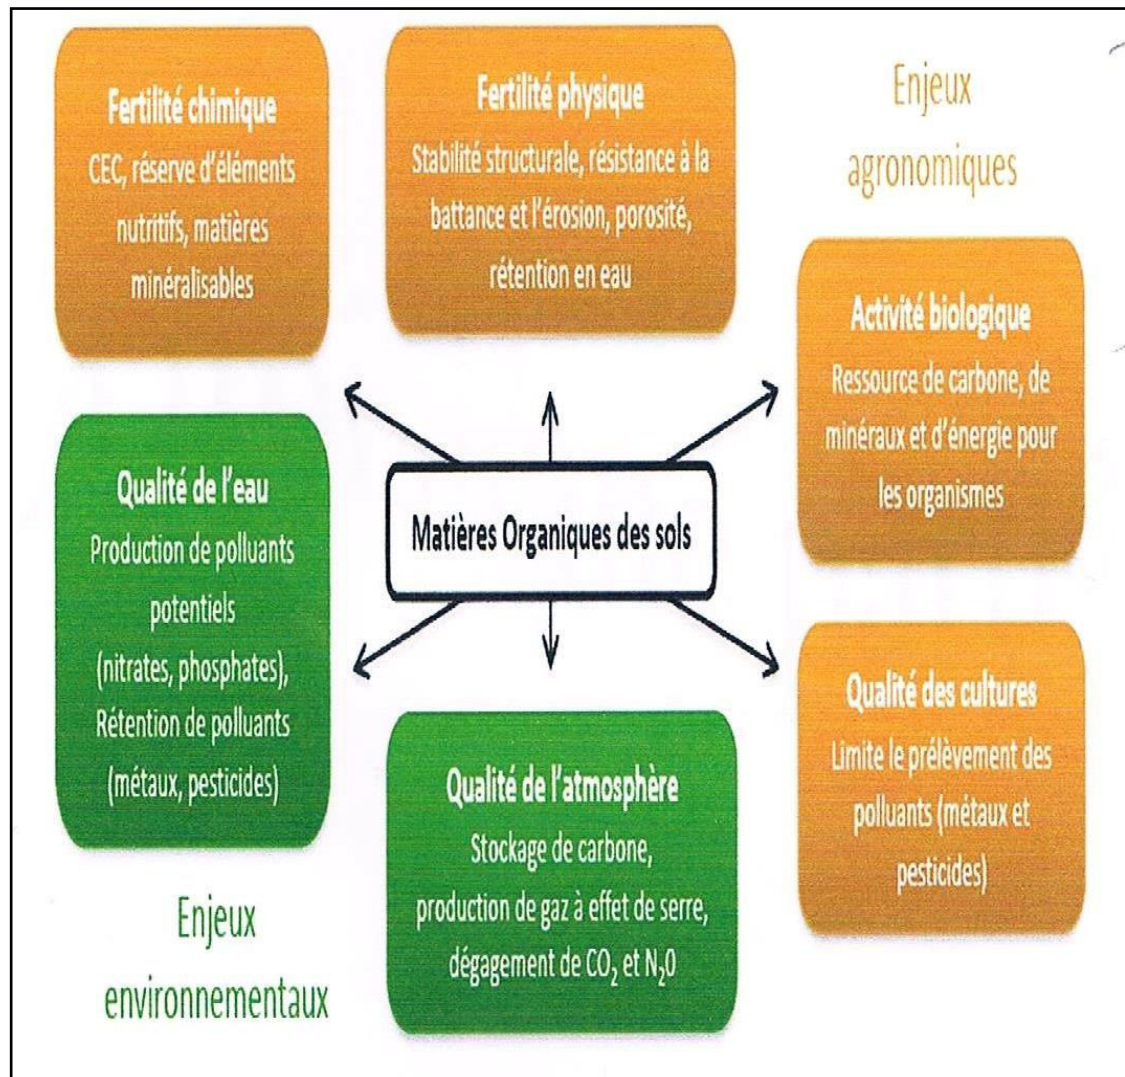 Fertilité chimique
CEC, réserve d'éléments
nutritifs, matières
minéralisables
Fertilité physique
Stabilité structurale, résistance à la
battance et l'érosion, porosité,
rétention en eau
Enjeux
agronomiques
Activité biologique
Ressource de carbone, de
minéraux et d'énergie pour
les organismes
Qualité de l'eau
Production de polluants
potentiels
(nitrates, phosphates),
Rétention de polluants
(métaux, pesticides)
Matières Organiques des sols
Qualité des cultures
Limite le prélèvement des
polluants (métaux et
pesticides)
Qualité de l'atmosphère
Stockage de carbone,
production de gaz à effet de serre,
dégagement de CO₂ et N₂O
Enjeux
environnementaux